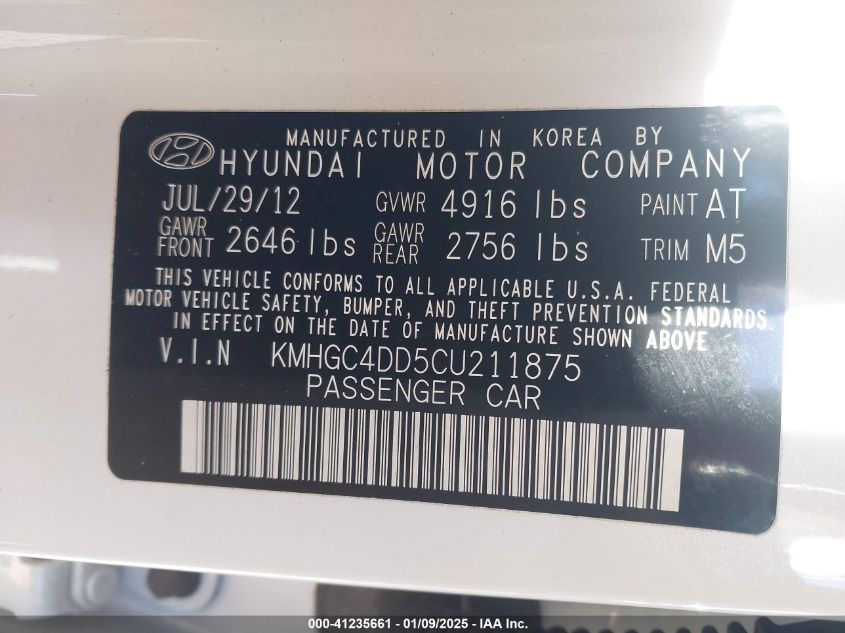 MANUFACTURED IN KOREA BY
HYUNDAI MOTOR COMPANY
JUL/29/12 GVWR 4916 lbs PAINT AT
GAWR FRONT 2646 lbs GAWR REAR 2756 lbs TRIM M5
THIS VEHICLE CONFORMS TO ALL APPLICABLE U.S.A. FEDERAL
MOTOR VEHICLE SAFETY, BUMPER, AND THEFT PREVENTION STANDARDS
IN EFFECT ON THE DATE OF MANUFACTURE SHOWN ABOVE
V.I.N KMHGC4DD5CU211875
PASSENGER CAR
000-41235661 - 01/09/2025 - IAA Inc.